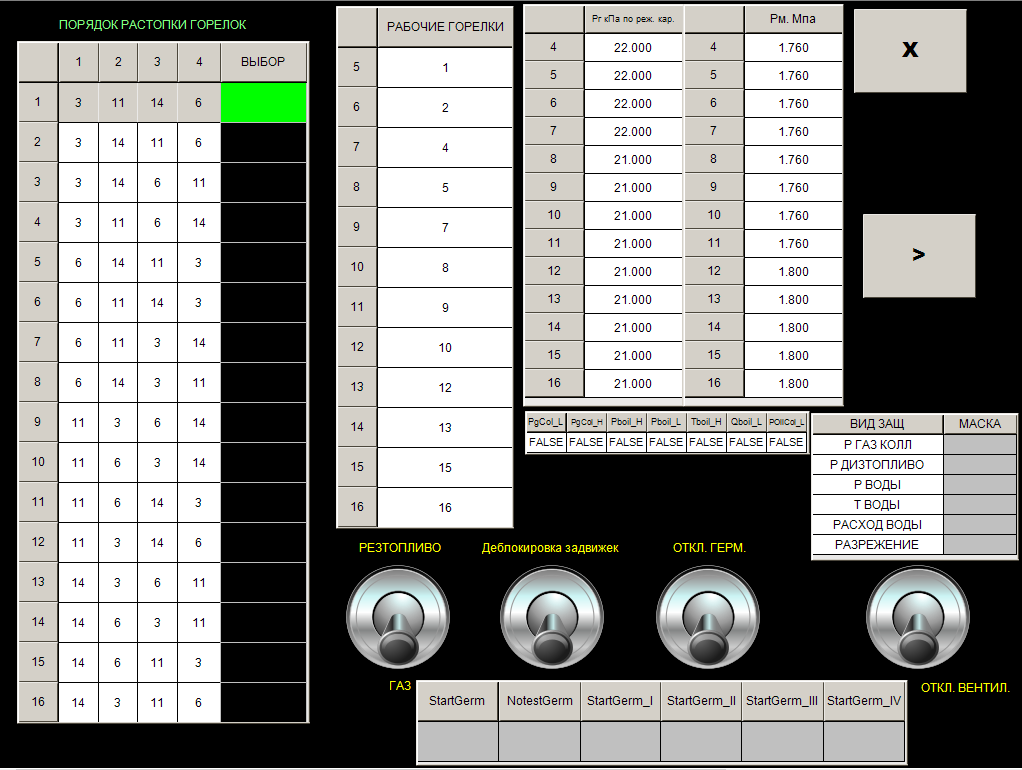 ПОРЯДОК РАСТОПКИ ГОРЕЛОК
1 2 3 4 ВЫБОР
1 3 11 14 6
2 3 14 11 6
3 3 14 6 11
4 3 11 6 14
5 6 14 11 3
6 6 11 14 3
7 6 11 3 14
8 6 14 3 11
9 11 3 6 14
10 11 6 3 14
11 11 6 14 3
12 11 3 14 6
13 14 3 6 11
14 14 6 3 11
15 14 6 11 3
16 14 3 11 6
РАБОЧИЕ ГОРЕЛКИ
5 1
6 2
7 4
8 5
9 7
10 8
11 9
12 10
13 12
14 13
15 15
16 16
Pг кПа по реж. кар. Pм. Мпа
4 22.000 4 1.760
5 22.000 5 1.760
6 22.000 6 1.760
7 22.000 7 1.760
8 21.000 8 1.760
9 21.000 9 1.760
10 21.000 10 1.760
11 21.000 11 1.760
12 21.000 12 1.800
13 21.000 13 1.800
14 21.000 14 1.800
15 21.000 15 1.800
16 21.000 16 1.800
X
>
PgCol_L PgCol_H Pboil_H Pboil_L Tboil_H Qboil_L POilCol_L
FALSE FALSE FALSE FALSE FALSE FALSE FALSE
ВИД ЗАЩ МАСКА
Р ГАЗ КОЛЛ
Р ДИЗТОПЛИВО
Р ВОДЫ
Т ВОДЫ
РАСХОД ВОДЫ
РАЗРЕЖЕНИЕ
РЕЗТОПЛИВО
Деблокировка задвижек
ОТКЛ. ГЕРМ.
ГАЗ
ОТКЛ. ВЕНТИЛ.
StartGerm NotestGerm StartGerm_I StartGerm_II StartGerm_III StartGerm_IV